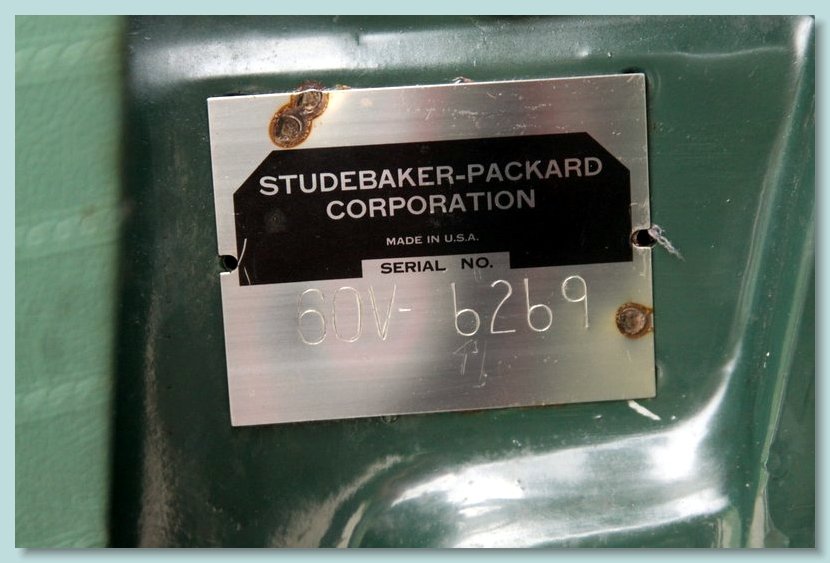 STUDEBAKER-PACKARD
CORPORATION
MADE IN U.S.A.
SERIAL NO.
60V- 6269